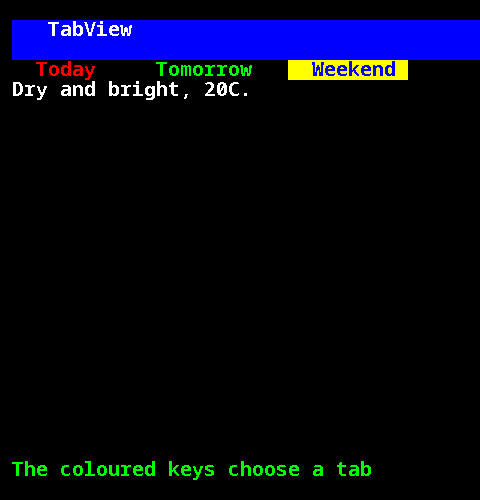 TabView
Today Tomorrow Weekend
Dry and bright, 20C.
The coloured keys choose a tab